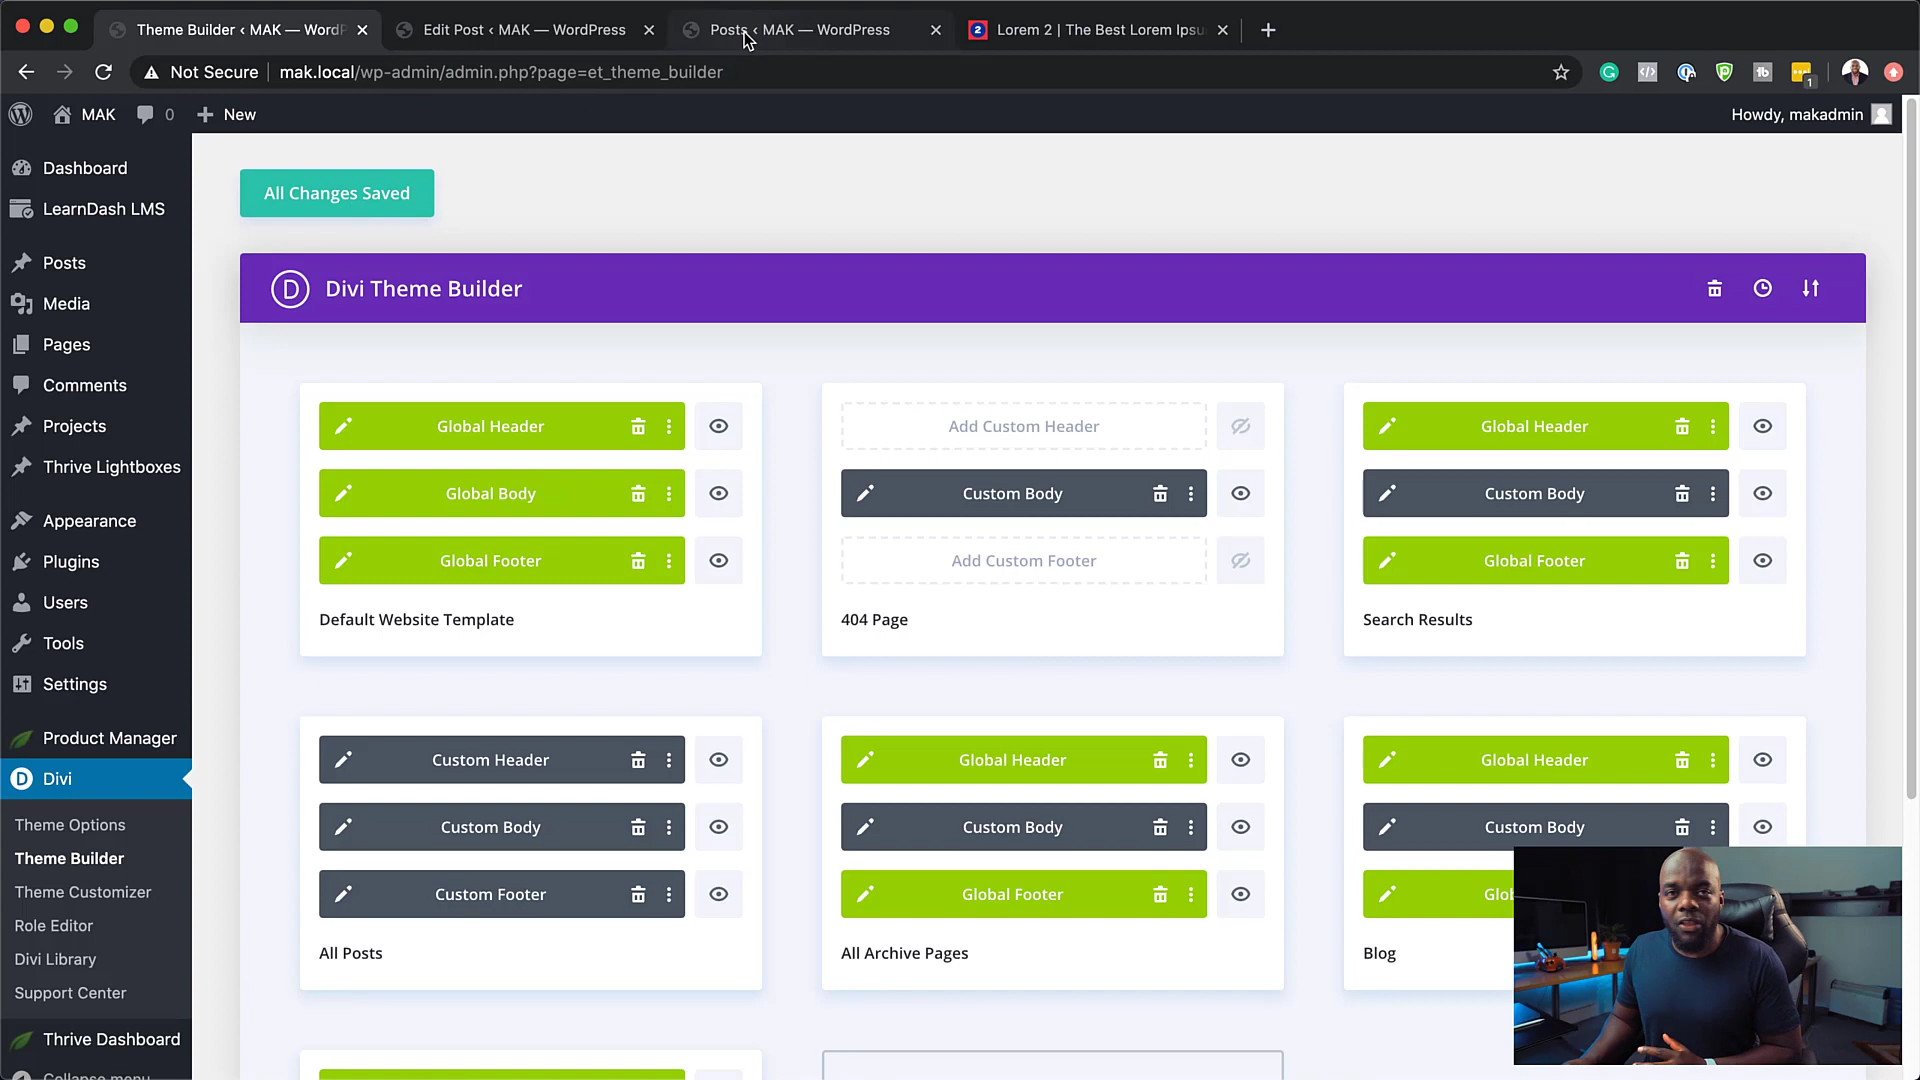 Theme Builder ‹ MAK — WordP
Edit Post ‹ MAK — WordPress
Posts ‹ MAK — WordPress
2
Lorem 2 | The Best Lorem Ipsu
Not Secure
mak.local/wp-admin/admin.php?page=et_theme_builder
1
MAK
0
New
Howdy, makadmin
Dashboard
LearnDash LMS
Posts
Media
Pages
Comments
Projects
Thrive Lightboxes
Appearance
Plugins
Users
Tools
Settings
Product Manager
Divi
Theme Options
Theme Builder
Theme Customizer
Role Editor
Divi Library
Support Center
Thrive Dashboard
Collapse menu
All Changes Saved
D
Divi Theme Builder
Global Header
Global Body
Global Footer
Default Website Template
Add Custom Header
Custom Body
Add Custom Footer
404 Page
Global Header
Custom Body
Global Footer
Search Results
Custom Header
Custom Body
Custom Footer
All Posts
Global Header
Custom Body
Global Footer
All Archive Pages
Global Header
Custom Body
Glob
Blog